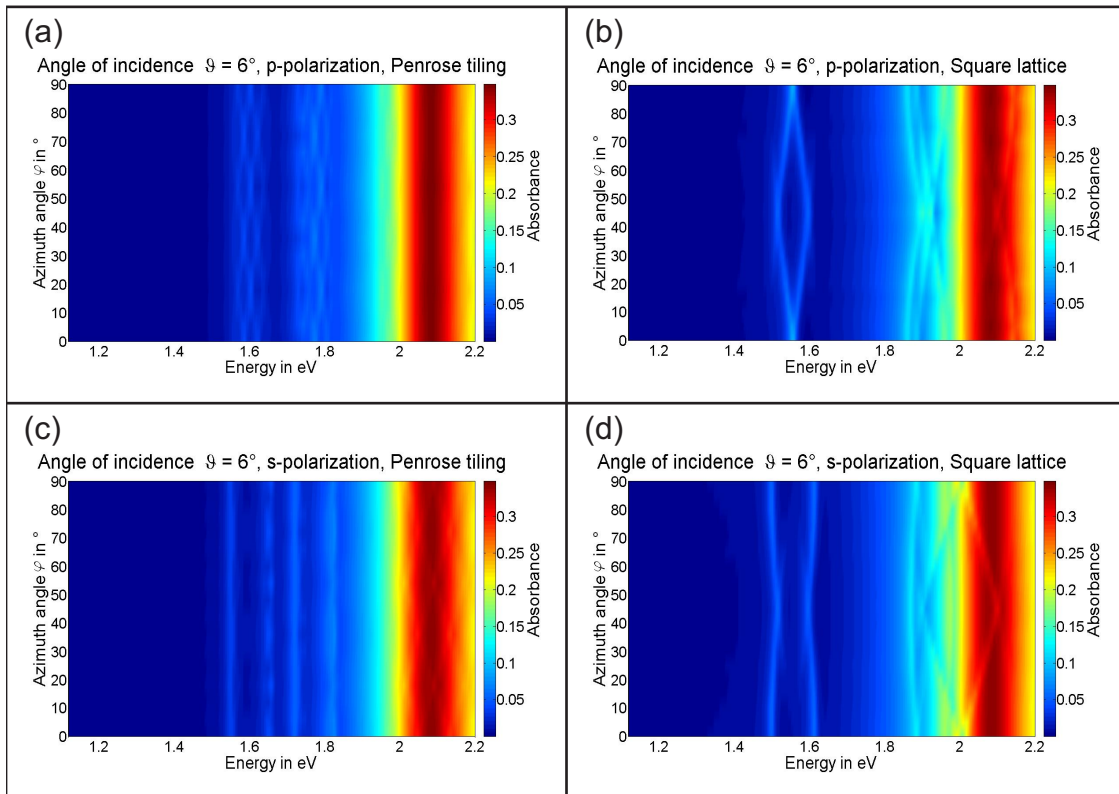 (a)
Angle of incidence ϑ = 6°, p-polarization, Penrose tiling
90
80
70
60
50
40
30
20
10
0
Azimuth angle φ in °
1.2 1.4 1.6 1.8 2 2.2
Energy in eV
0.3
0.25
0.2
0.15
0.1
0.05
Absorbance
(b)
Angle of incidence ϑ = 6°, p-polarization, Square lattice
90
80
70
60
50
40
30
20
10
0
Azimuth angle φ in °
1.2 1.4 1.6 1.8 2 2.2
Energy in eV
0.3
0.25
0.2
0.15
0.1
0.05
Absorbance
(c)
Angle of incidence ϑ = 6°, s-polarization, Penrose tiling
90
80
70
60
50
40
30
20
10
0
Azimuth angle φ in °
1.2 1.4 1.6 1.8 2 2.2
Energy in eV
0.3
0.25
0.2
0.15
0.1
0.05
Absorbance
(d)
Angle of incidence ϑ = 6°, s-polarization, Square lattice
90
80
70
60
50
40
30
20
10
0
Azimuth angle φ in °
1.2 1.4 1.6 1.8 2 2.2
Energy in eV
0.3
0.25
0.2
0.15
0.1
0.05
Absorbance